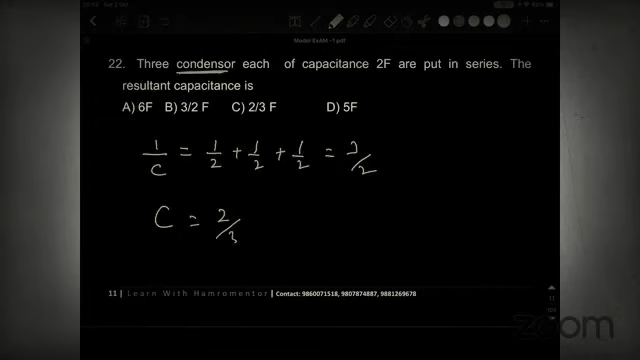 Model ExAM -1 p.pdf
22. Three condensor each of capacitance 2F are put in series. The
resultant capacitance is
A) 6F B) 3/2 F C) 2/3 F D) 5F
1/C = 1/2 + 1/2 + 1/2 = 3/2
C = 2/3
11 | Learn With Hamromentor | Contact: 9860071518, 9807874887, 9881269678
zoom